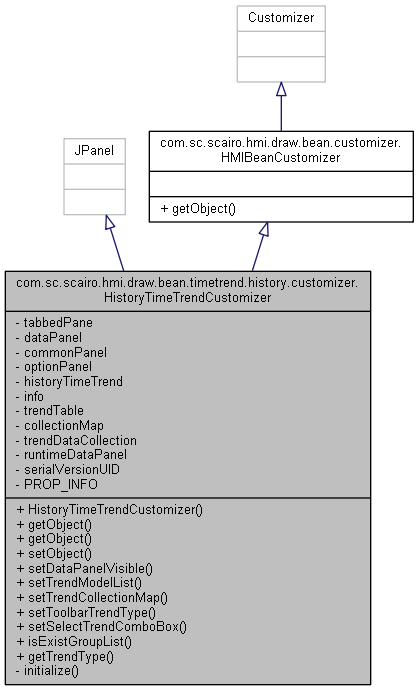 Customizer
com.sc.scairo.hmi.draw.bean.customizer.
HMIBeanCustomizer
+ getObject()
JPanel
com.sc.scairo.hmi.draw.bean.timetrend.history.customizer.
HistoryTimeTrendCustomizer
- tabbedPane
- dataPanel
- commonPanel
- optionPanel
- historyTimeTrend
- info
- trendTable
- collectionMap
- trendDataCollection
- runtimeDataPanel
- serialVersionUID
- PROP_INFO
+ HistoryTimeTrendCustomizer()
+ getObject()
+ getObject()
+ setObject()
+ setDataPanelVisible()
+ setTrendModelList()
+ setTrendCollectionMap()
+ setToolbarTrendType()
+ setSelectTrendComboBox()
+ isExistGroupList()
+ getTrendType()
- initialize()